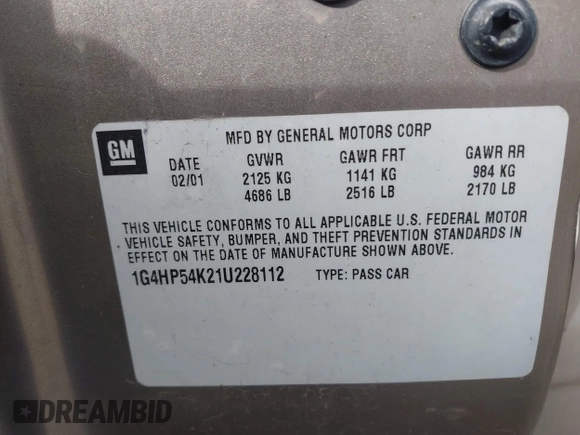 GM
MFD BY GENERAL MOTORS CORP
DATE GVWR GAWR FRT GAWR RR
02/01 2125 KG 1141 KG 984 KG
4686 LB 2516 LB 2170 LB
THIS VEHICLE CONFORMS TO ALL APPLICABLE U.S. FEDERAL MOTOR
VEHICLE SAFETY, BUMPER, AND THEFT PREVENTION STANDARDS IN
EFFECT ON THE DATE OF MANUFACTURE SHOWN ABOVE.
1G4HP54K21U228112 TYPE: PASS CAR
DREAMBID